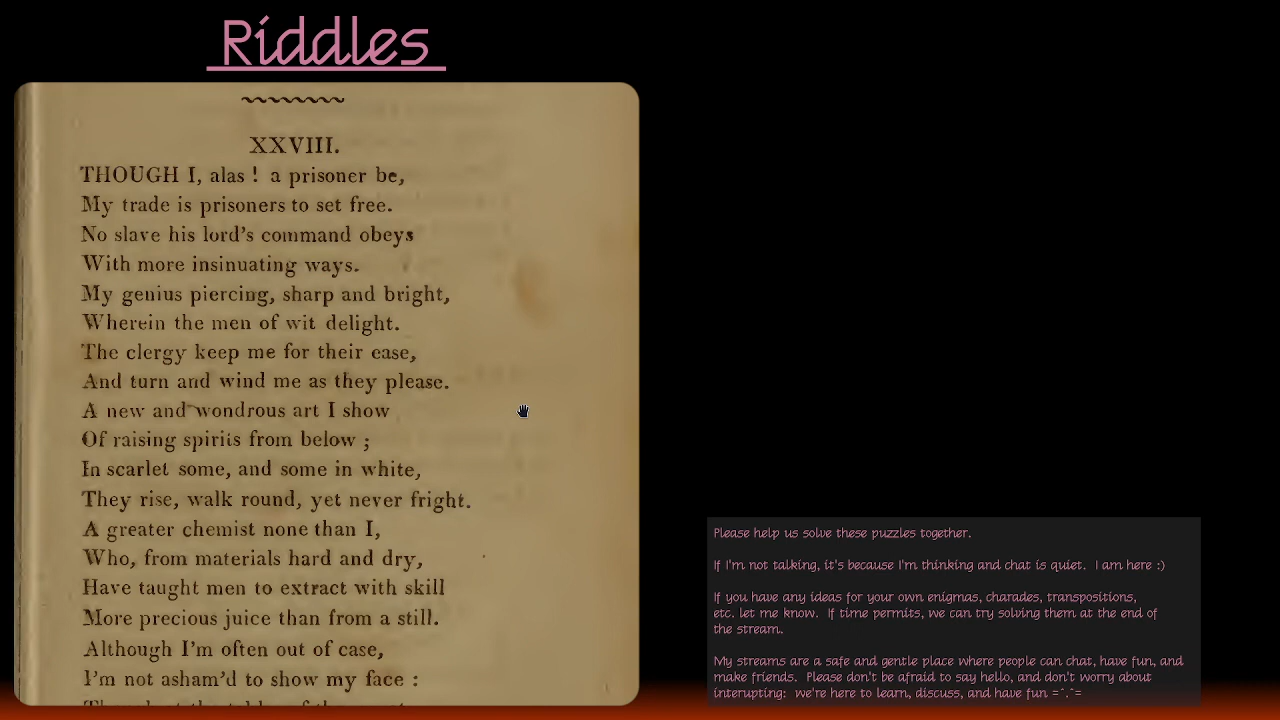 Riddles
XXVIII.
THOUGH I, alas ! a prisoner be,
My trade is prisoners to set free.
No slave his lord's command obeys
With more insinuating ways.
My genius piercing, sharp and bright,
Wherein the men of wit delight.
The clergy keep me for their ease,
And turn and wind me as they please.
A new and wondrous art I show
Of raising spirits from below ;
In scarlet some, and some in white,
They rise, walk round, yet never fright.
A greater chemist none than I,
Who, from materials hard and dry,
Have taught men to extract with skill
More precious juice than from a still.
Although I'm often out of case,
I'm not asham'd to show my face :
Please help us solve these puzzles together.
If I'm not talking, it's because I'm thinking and chat is quiet. I am here :)
If you have any ideas for your own enigmas, charades, transpositions,
etc. let me know. If time permits, we can try solving them at the end of
the stream.
My streams are a safe and gentle place where people can chat, have fun, and
make friends. Please don't be afraid to say hello, and don't worry about
interupting: we're here to learn, discuss, and have fun =^.^=